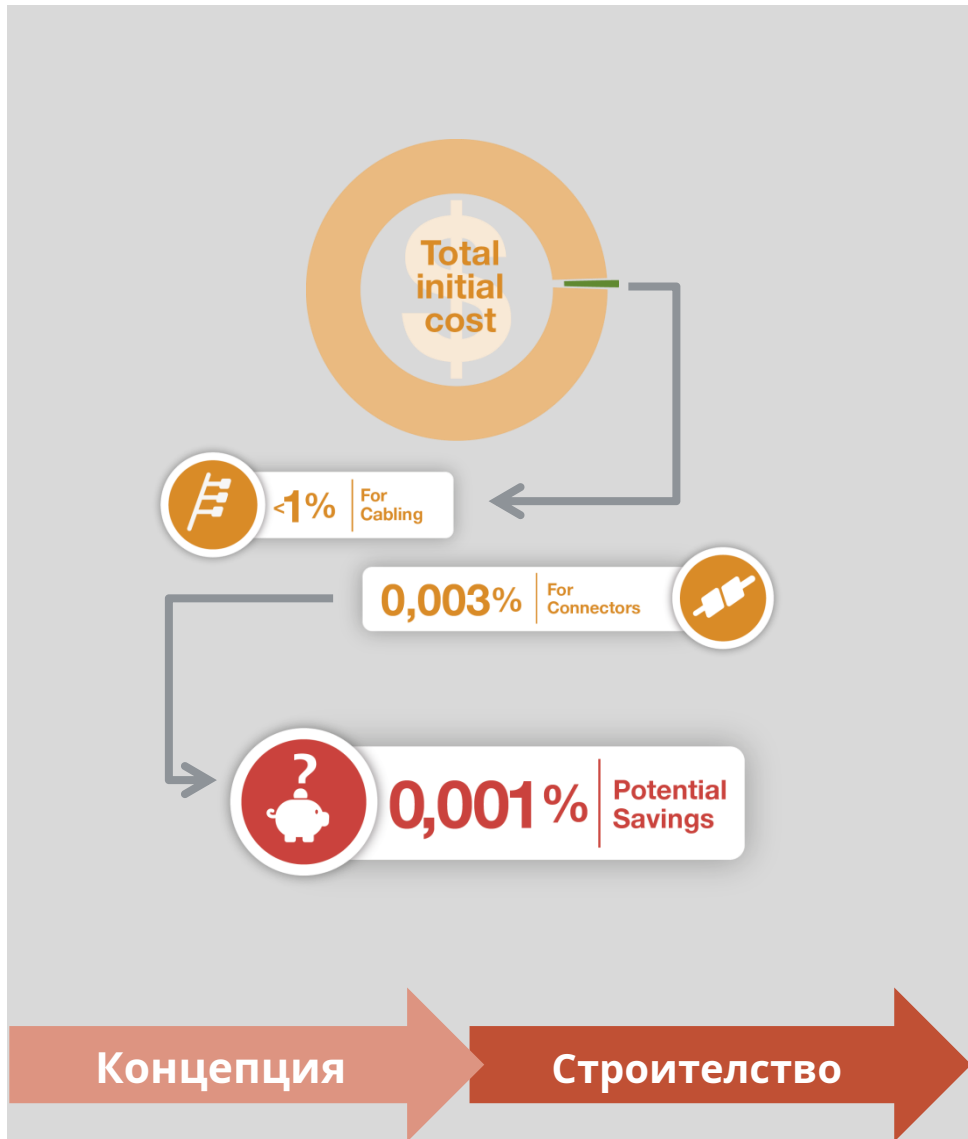 Total
initial
cost
<1%
For
Cabling
0,003%
For
Connectors
?
0,001%
Potential
Savings
Концепция
Строителство